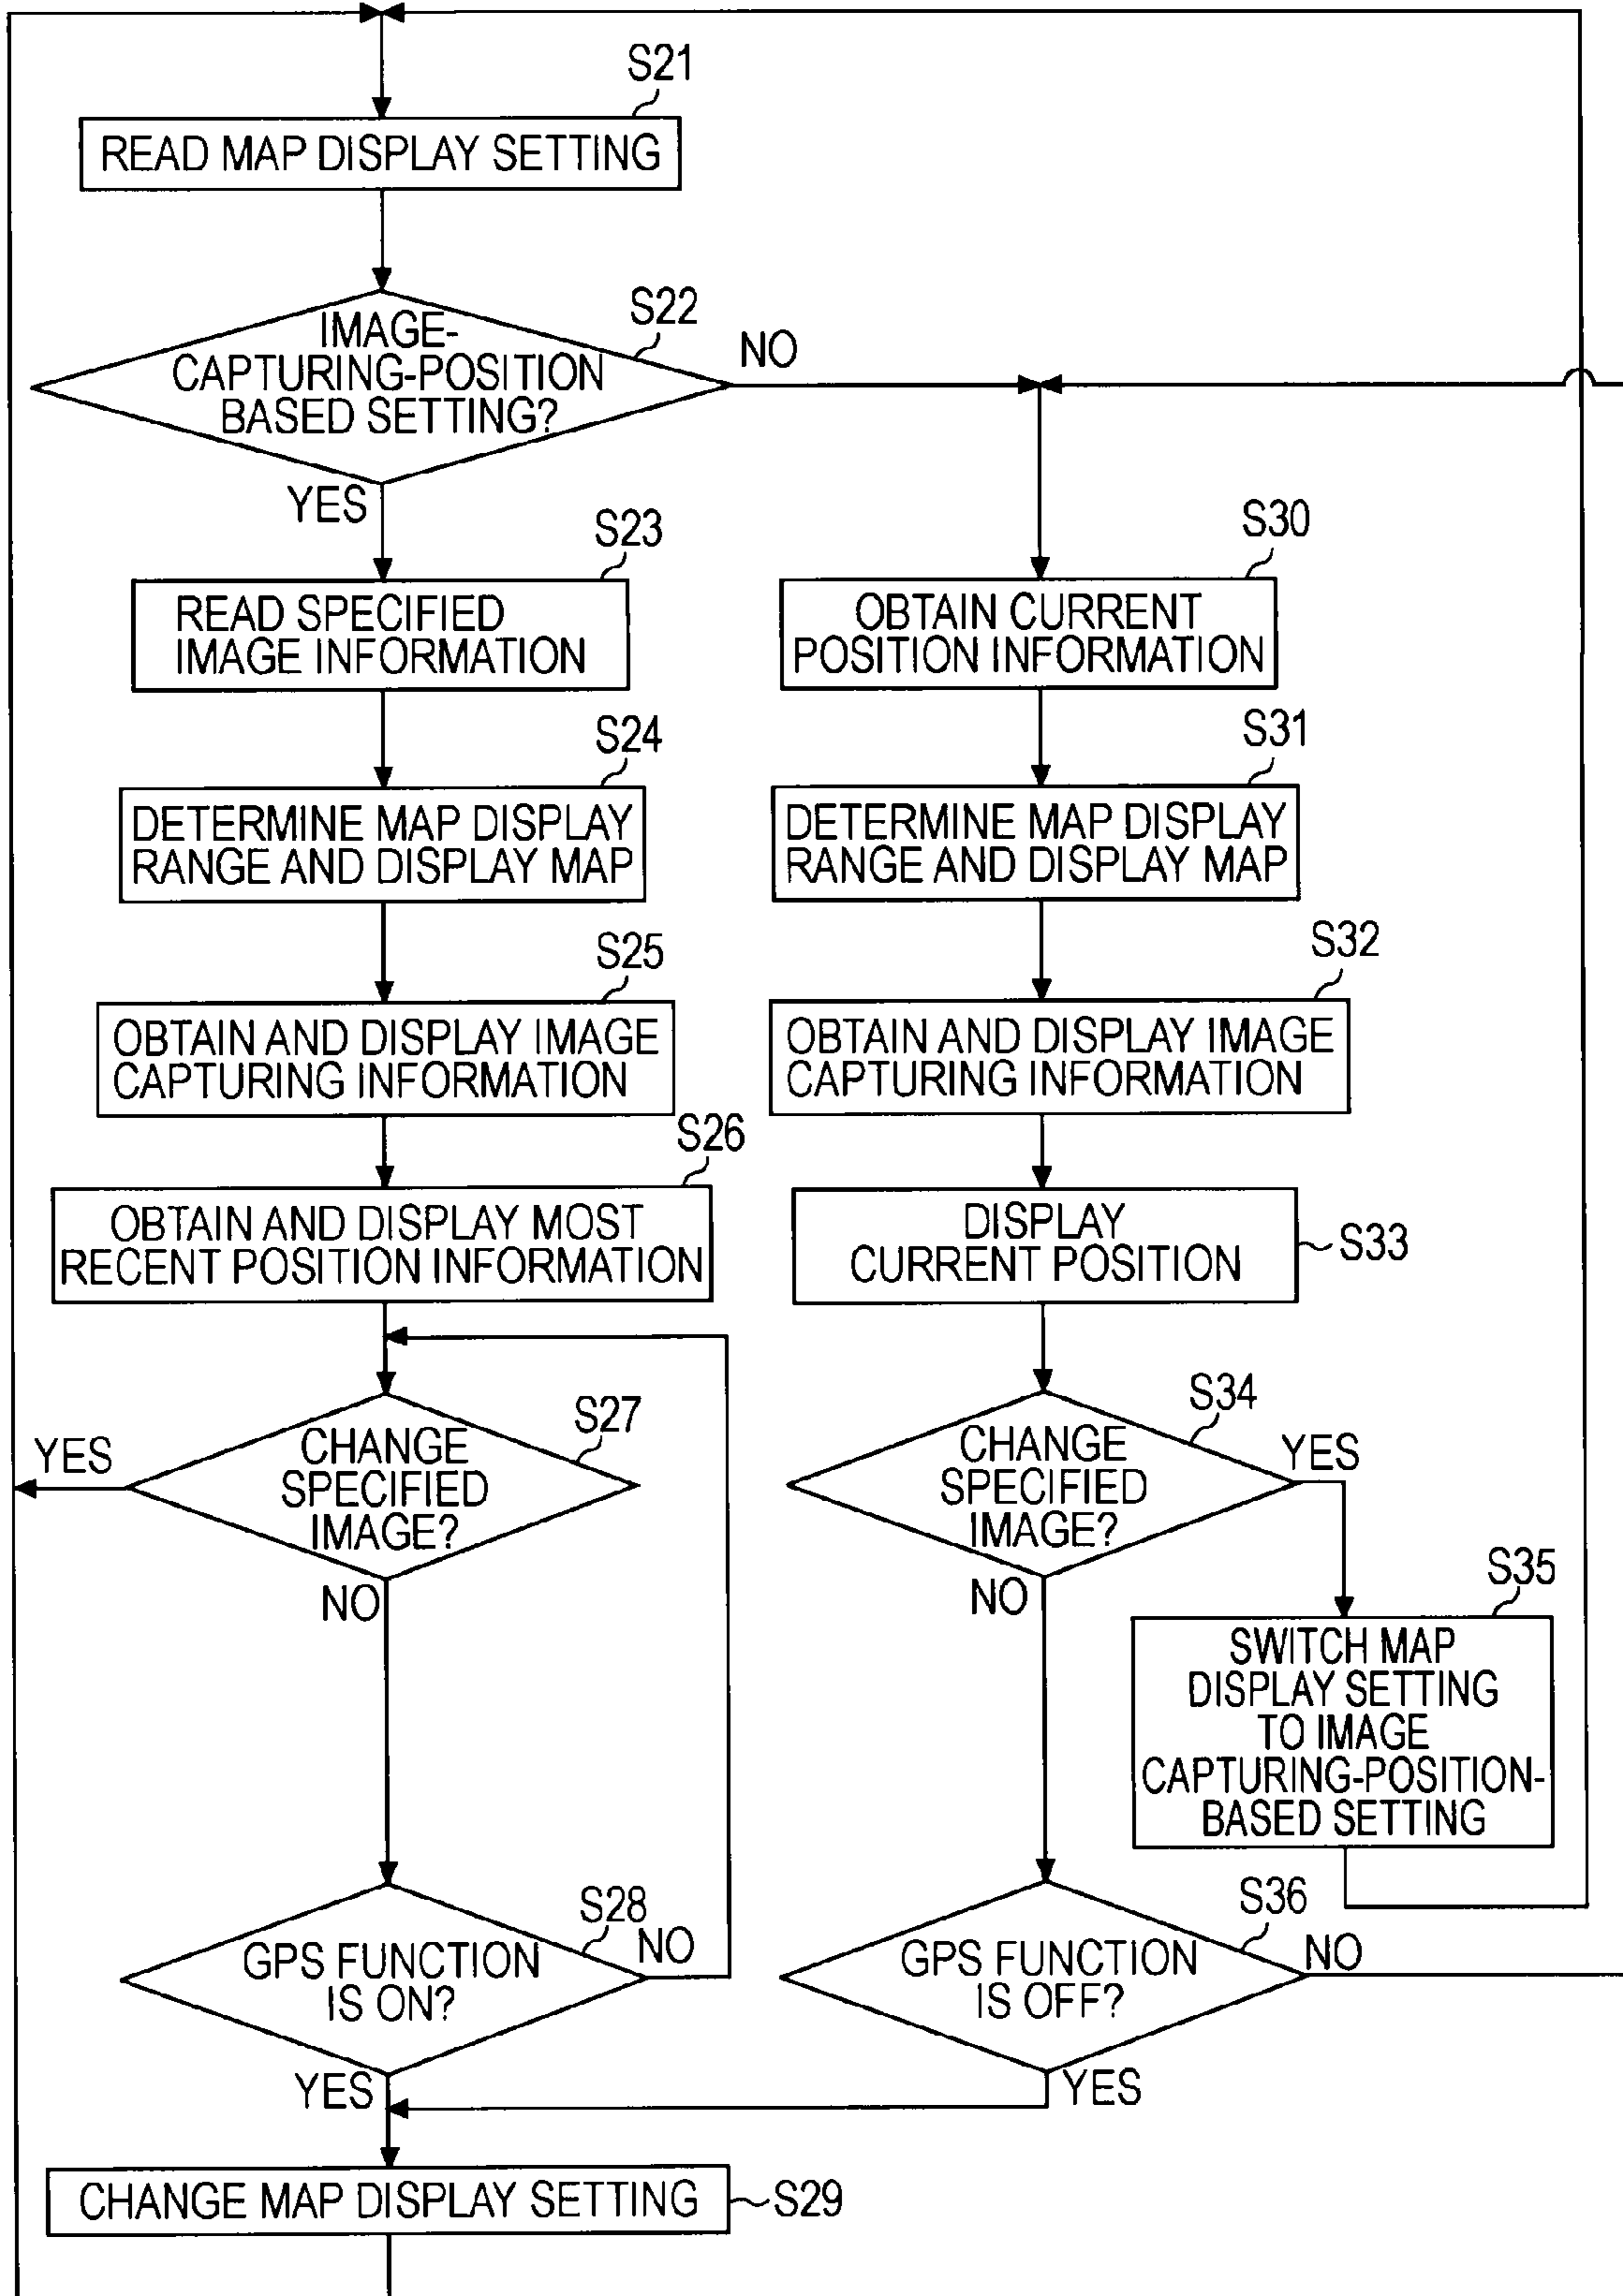 S21
READ MAP DISPLAY SETTING
S22
IMAGE-
CAPTURING-POSITION
BASED SETTING?
NO
YES
S23
READ SPECIFIED
IMAGE INFORMATION
S30
OBTAIN CURRENT
POSITION INFORMATION
S24
DETERMINE MAP DISPLAY
RANGE AND DISPLAY MAP
S31
DETERMINE MAP DISPLAY
RANGE AND DISPLAY MAP
S25
OBTAIN AND DISPLAY IMAGE
CAPTURING INFORMATION
S32
OBTAIN AND DISPLAY IMAGE
CAPTURING INFORMATION
S26
OBTAIN AND DISPLAY MOST
RECENT POSITION INFORMATION
DISPLAY
CURRENT POSITION
S33
S27
CHANGE
SPECIFIED
IMAGE?
YES
NO
S34
CHANGE
SPECIFIED
IMAGE?
YES
NO
S35
SWITCH MAP
DISPLAY SETTING
TO IMAGE
CAPTURING-POSITION-
BASED SETTING
S28
GPS FUNCTION
IS ON?
NO
YES
S36
GPS FUNCTION
IS OFF?
NO
YES
CHANGE MAP DISPLAY SETTING
S29